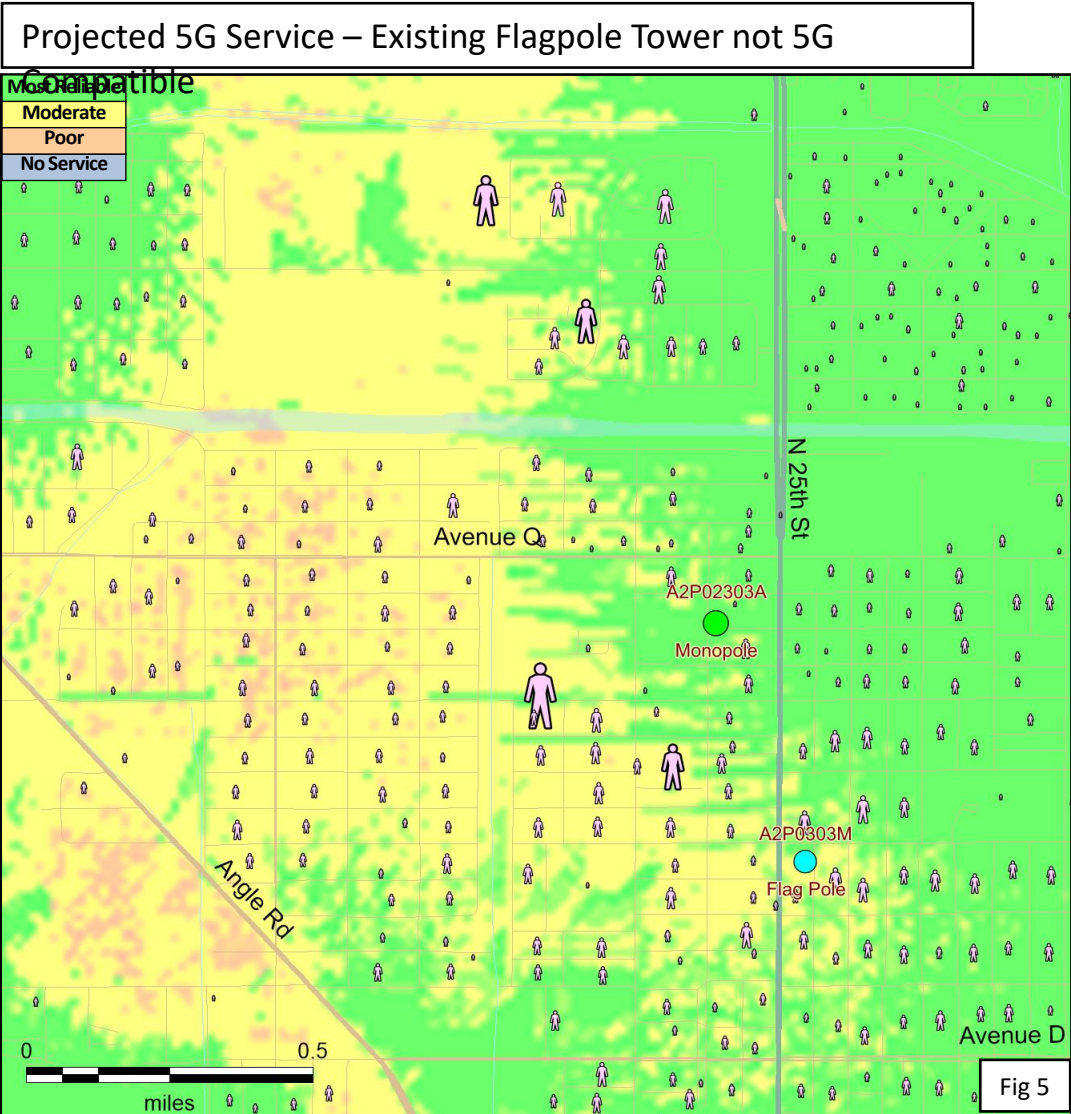 Projected 5G Service – Existing Flagpole Tower not 5G
Compatible
Most Reliable
Moderate
Poor
No Service
N 25th St
Avenue Q
A2P02303A
Monopole
A2P0303M
Flag Pole
Angle Rd
Avenue D
0 0.5
miles
Fig 5